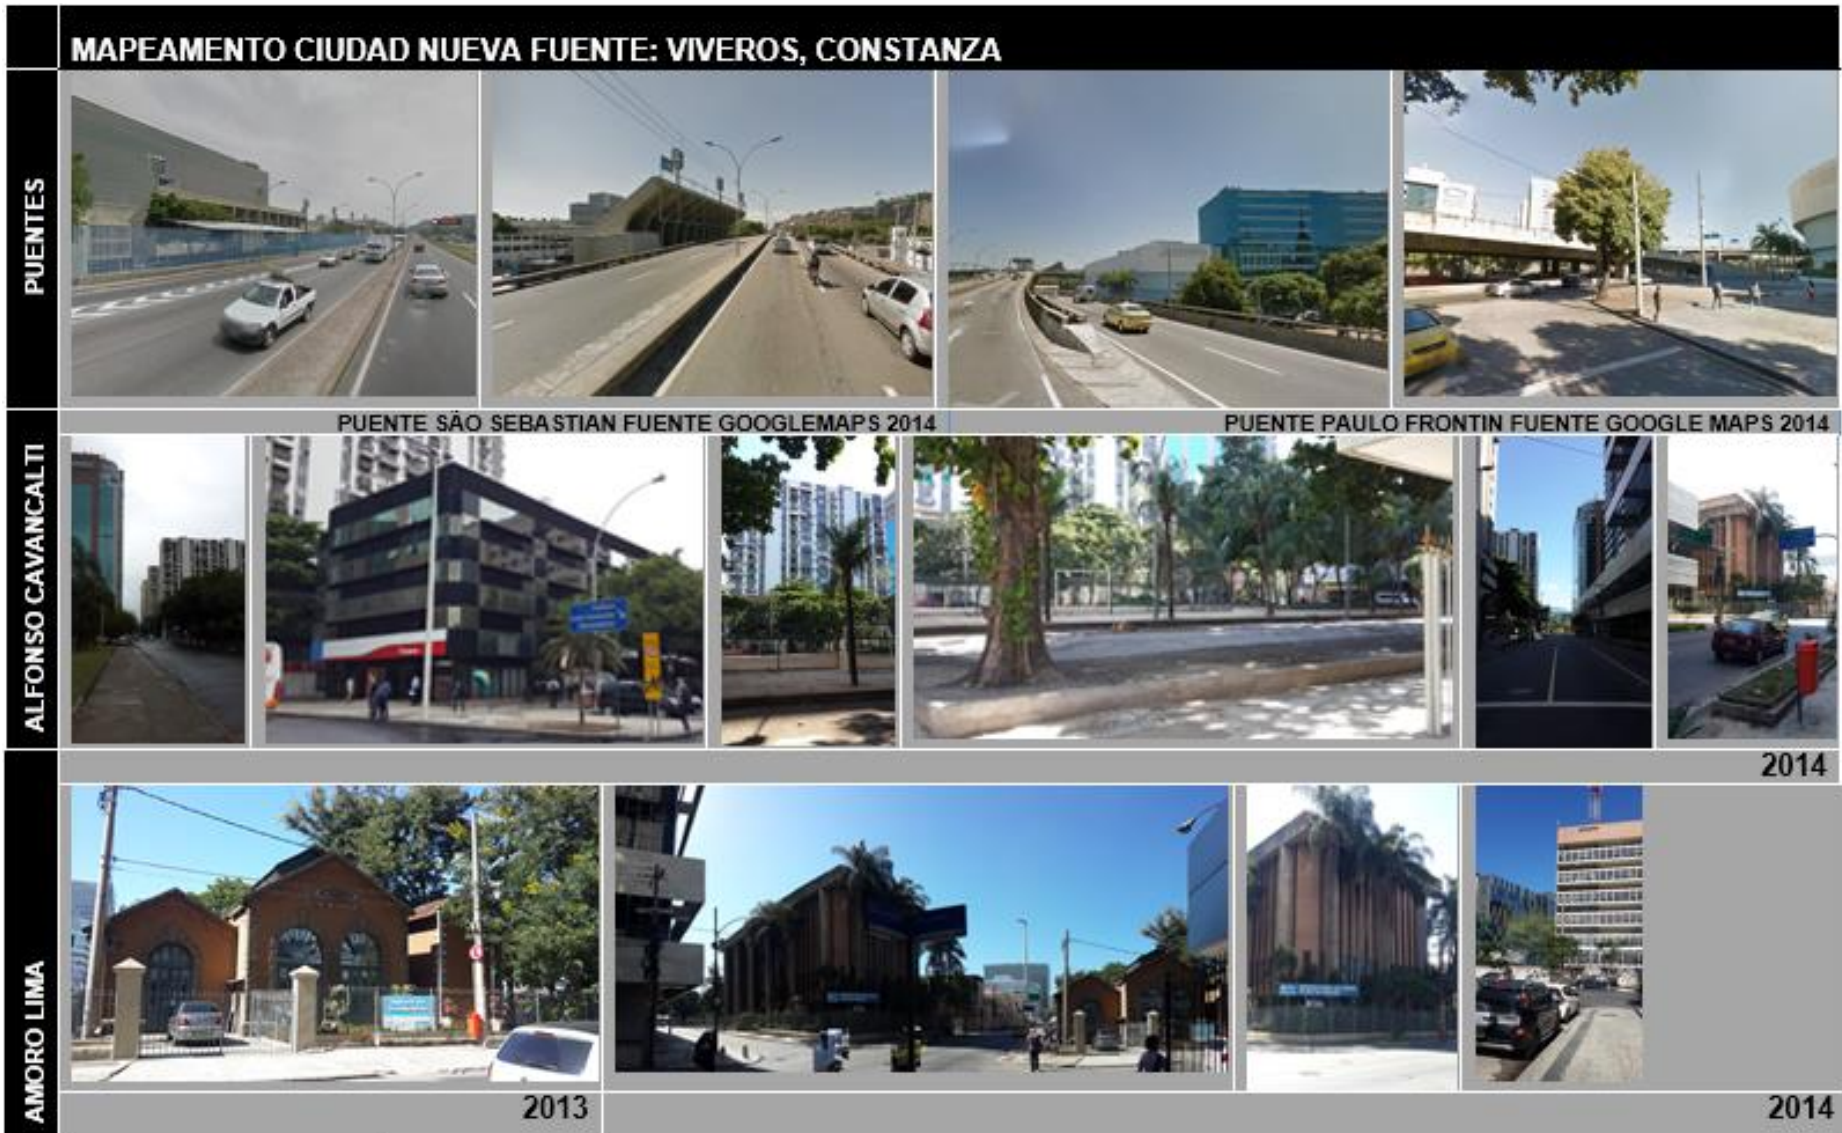 MAPEAMENTO CIUDAD NUEVA FUENTE: VIVEROS, CONSTANZA
PUENTES
PUENTE SÃO SEBASTIAN FUENTE GOOGLEMAPS 2014
PUENTE PAULO FRONTIN FUENTE GOOGLE MAPS 2014
ALFONSO CAVANCALTI
2014
AMORO LIMA
2013
2014